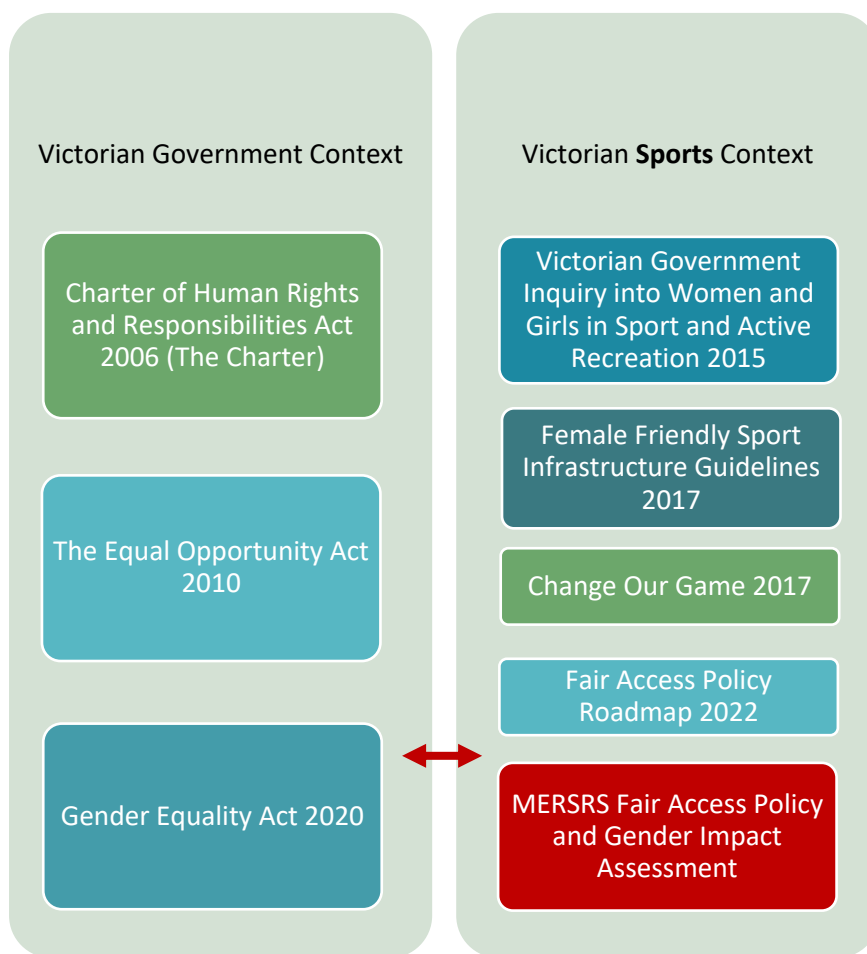 Victorian Government Context
Charter of Human Rights
and Responsibilities Act
2006 (The Charter)
The Equal Opportunity Act
2010
Gender Equality Act 2020
Victorian Sports Context
Victorian Government
Inquiry into Women and
Girls in Sport and Active
Recreation 2015
Female Friendly Sport
Infrastructure Guidelines
2017
Change Our Game 2017
Fair Access Policy
Roadmap 2022
MERSRS Fair Access Policy
and Gender Impact
Assessment